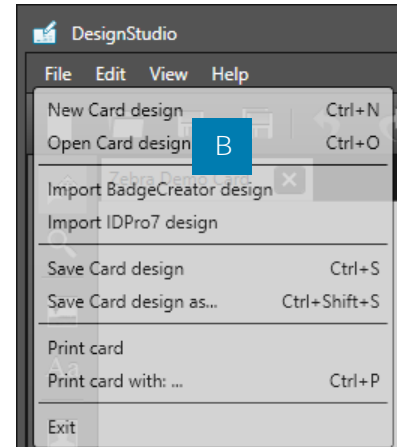 DesignStudio
File Edit View Help
New Card design Ctrl+N
Open Card design Ctrl+O
B
Zebra Demo Card
Import BadgeCreator design
Import IDPro7 design
Save Card design Ctrl+S
Save Card design as... Ctrl+Shift+S
Print card
Aa
Print card with: ... Ctrl+P
Exit